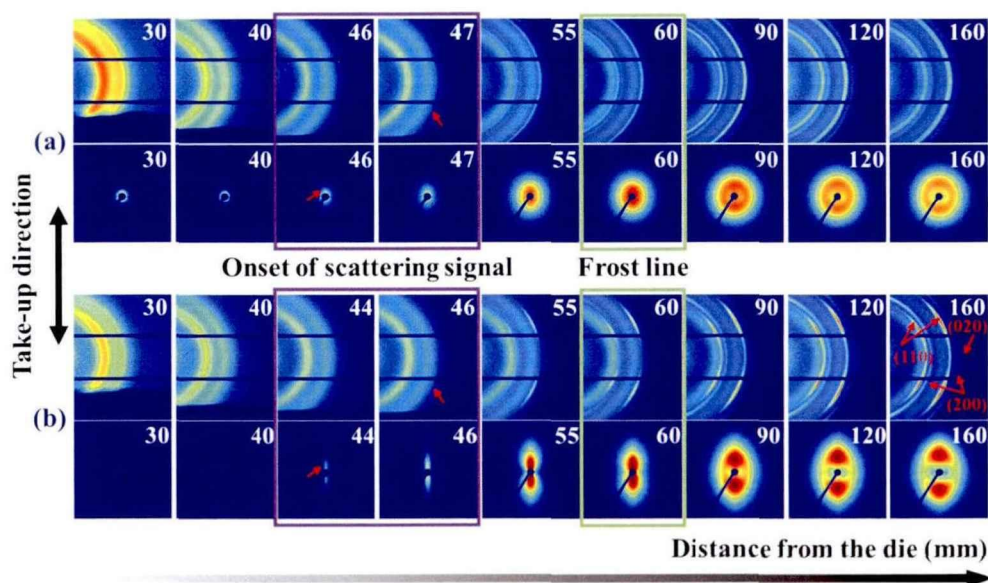 30 40 46 47 55 60 90 120 160
(a)
30 40 46 47 55 60 90 120 160
Onset of scattering signal Frost line
Take-up direction
30 40 44 46 55 60 90 120 160
(020)
(110)
(200)
(b)
30 40 44 46 55 60 90 120 160
Distance from the die (mm)